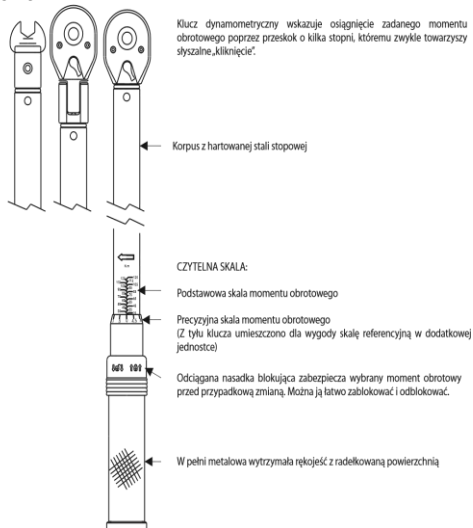 Klucz dynamometryczny wskazuje osiągnięcie zadanego momentu
obrotowego poprzez przeskok o kilka stopni, któremu zwykle towarzyszy
słyszalne „kliknięcie”.
Korpus z hartowanej stali stopowej
CZYTELNA SKALA:
Podstawowa skala momentu obrotowego
Precyzyjna skala momentu obrotowego
(Z tyłu klucza umieszczono dla wygody skalę referencyjną w dodatkowej
jednostce)
Odciągana nasadka blokująca zabezpiecza wybrany moment obrotowy
przed przypadkową zmianą. Można ją łatwo zablokować i odblokować.
W pełni metalowa wytrzymała rękojeść z radełkowaną powierzchnią